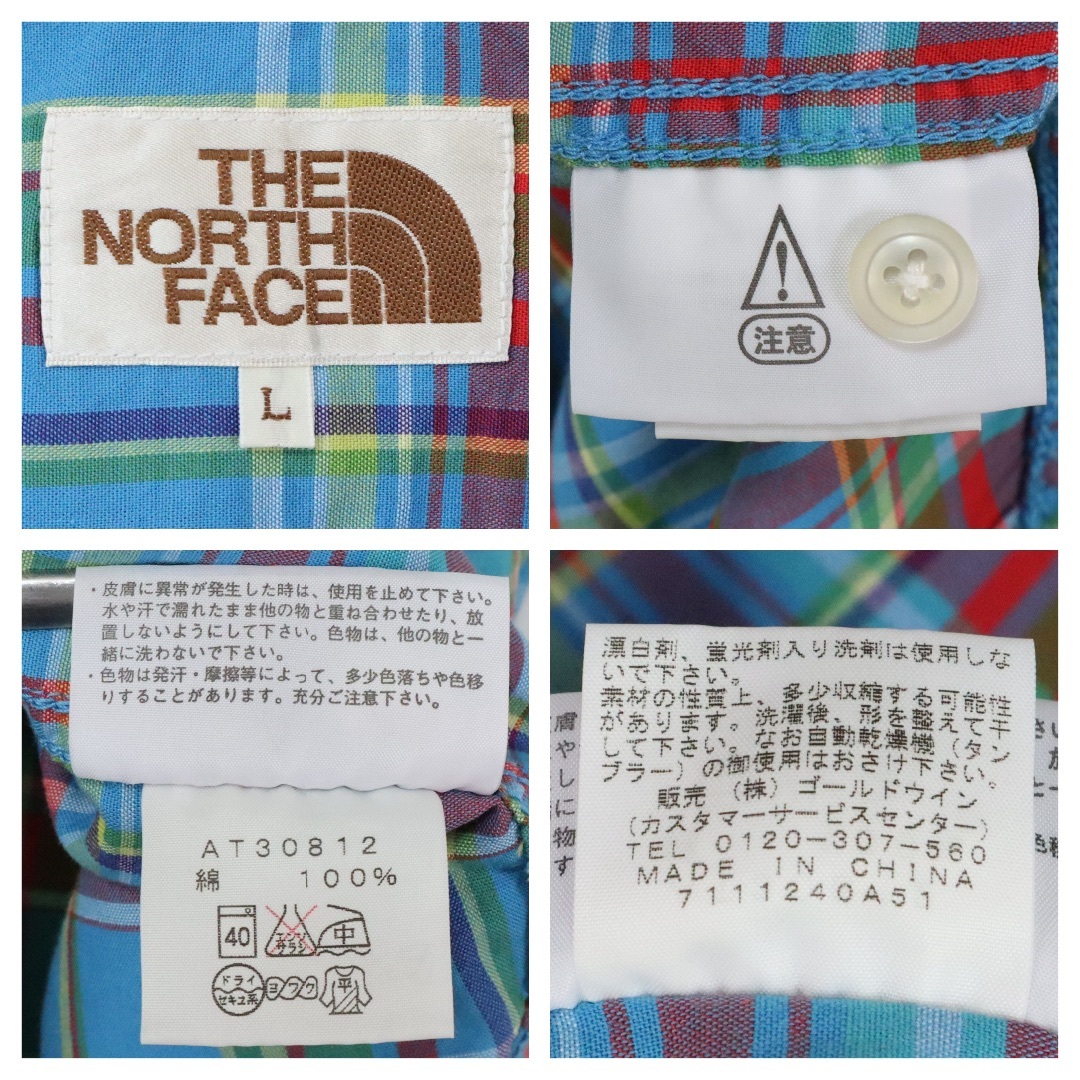 THE
NORTH
FACE
L
注意
・皮膚に異常が発生した時は、使用を止めて下さい。
水や汗で濡れたまま他の物と重ね合わせたり、放
置しないようにして下さい。色物は、他の物と一
緒に洗わないで下さい。
・色物は発汗・摩擦等によって、多少色落ちや色移
りすることがあります。充分ご注意下さい。
AT30812
綿 100%
40
エンソ
サラシ
中
ドライ
セキユ系
ヨワク
平
漂白剤、蛍光剤入り洗剤は使用しな
いで下さい。
素材の性質上、多少収縮する可能性
があります。洗濯後、形を整えて干
して下さい。なお自動乾燥機(タン
ブラー)の御使用はおさけ下さい。
販売 (株)ゴールドウイン
(カスタマーサービスセンター)
TEL 0120-307-560
MADE IN CHINA
7111240A51